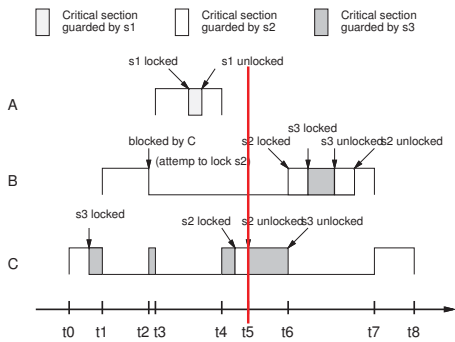 Critical section
guarded by s1
Critical section
guarded by s2
Critical section
guarded by s3
s1 locked
s1 unlocked
A
blocked by C
(attemp to lock s2)
s2 locked
s3 locked
s3 unlocked
s2 unlocked
B
s3 locked
s2 locked
s2 unlocked
s3 unlocked
C
t0 t1 t2 t3 t4 t5 t6 t7 t8